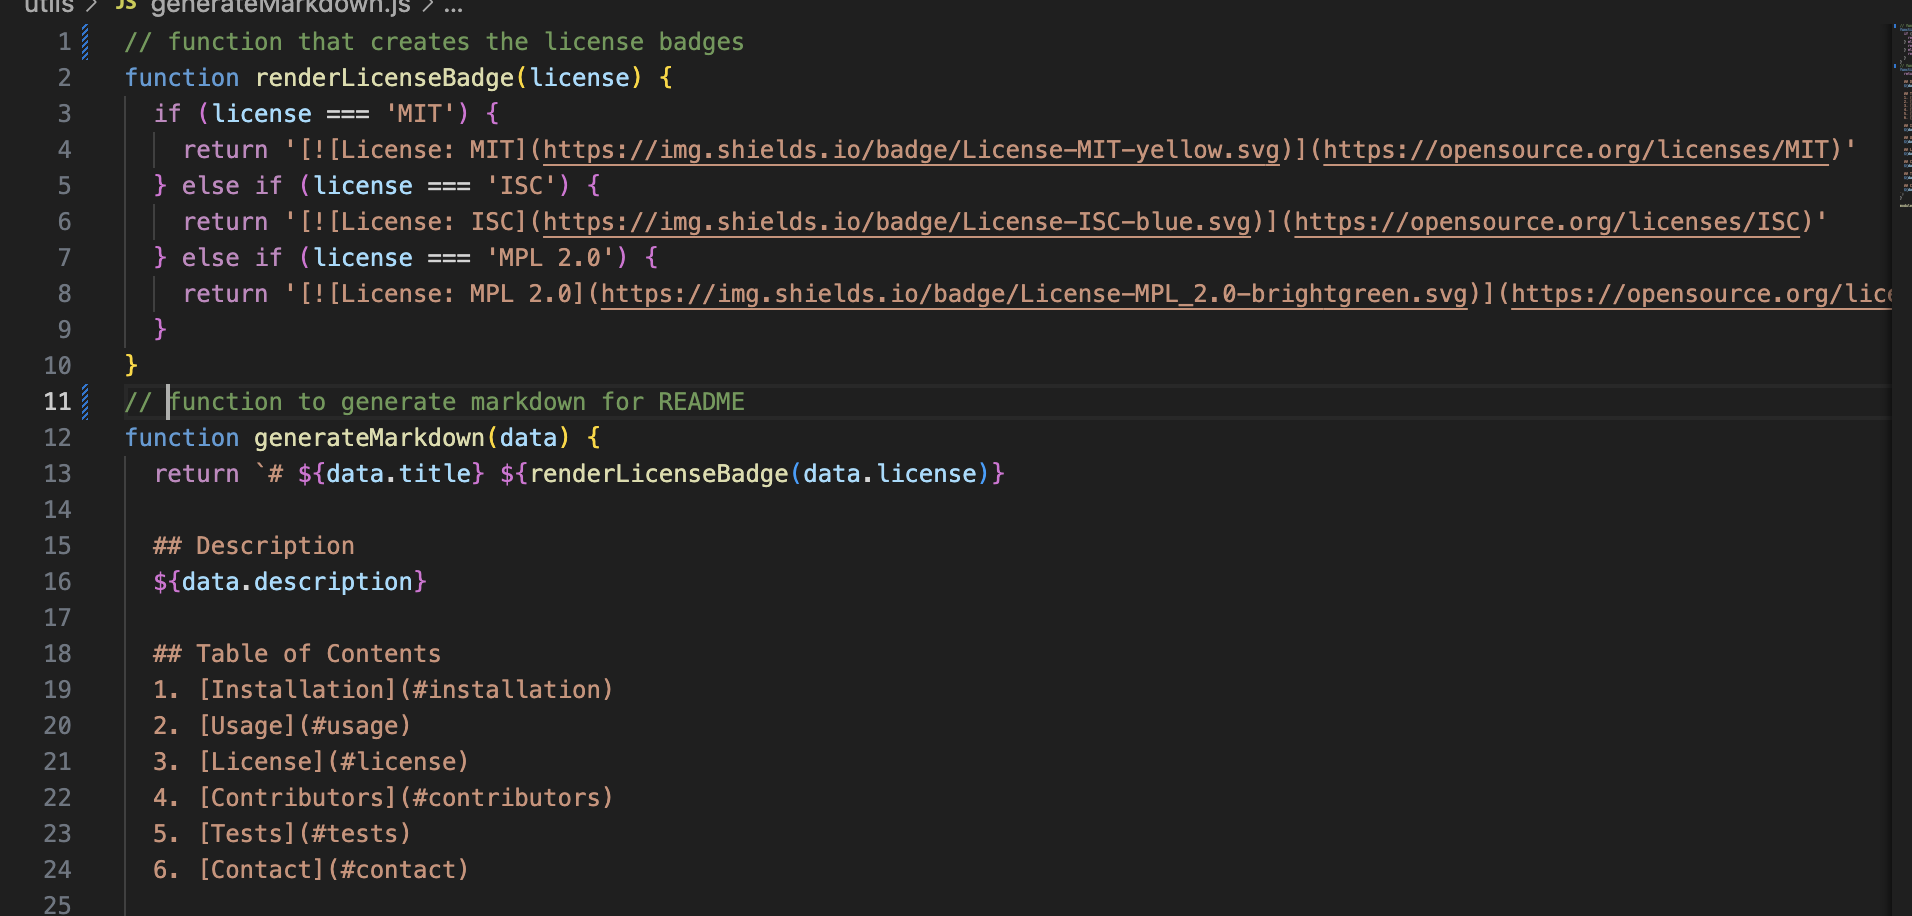 utils > JS generateMarkdown.js > ...
1 // function that creates the license badges
2 function renderLicenseBadge(license) {
3   if (license === 'MIT') {
4     return '[![License: MIT](https://img.shields.io/badge/License-MIT-yellow.svg)](https://opensource.org/licenses/MIT)'
5   } else if (license === 'ISC') {
6     return '[![License: ISC](https://img.shields.io/badge/License-ISC-blue.svg)](https://opensource.org/licenses/ISC)'
7   } else if (license === 'MPL 2.0') {
8     return '[![License: MPL 2.0](https://img.shields.io/badge/License-MPL_2.0-brightgreen.svg)](https://opensource.org/lice
9   }
10 }
11 // function to generate markdown for README
12 function generateMarkdown(data) {
13   return `# ${data.title} ${renderLicenseBadge(data.license)}
14
15   ## Description
16   ${data.description}
17
18   ## Table of Contents
19   1. [Installation](#installation)
20   2. [Usage](#usage)
21   3. [License](#license)
22   4. [Contributors](#contributors)
23   5. [Tests](#tests)
24   6. [Contact](#contact)
25